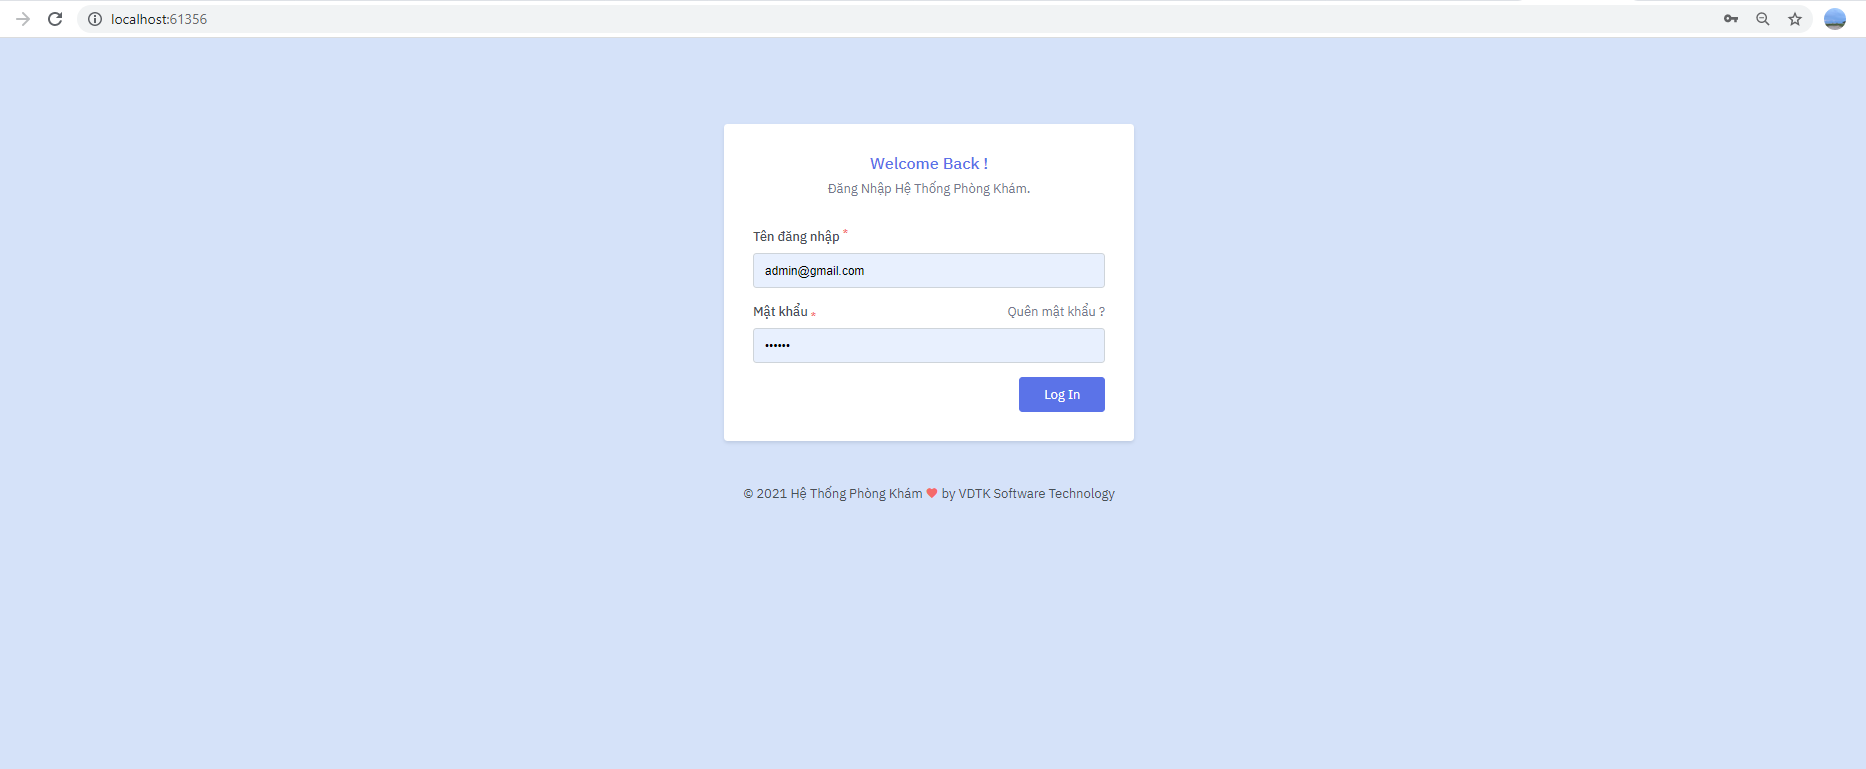 localhost:61356
Welcome Back !
Đăng Nhập Hệ Thống Phòng Khám.
Tên đăng nhập *
admin@gmail.com
Mật khẩu * Quên mật khẩu ?
••••••
Log In
© 2021 Hệ Thống Phòng Khám ❤ by VDTK Software Technology